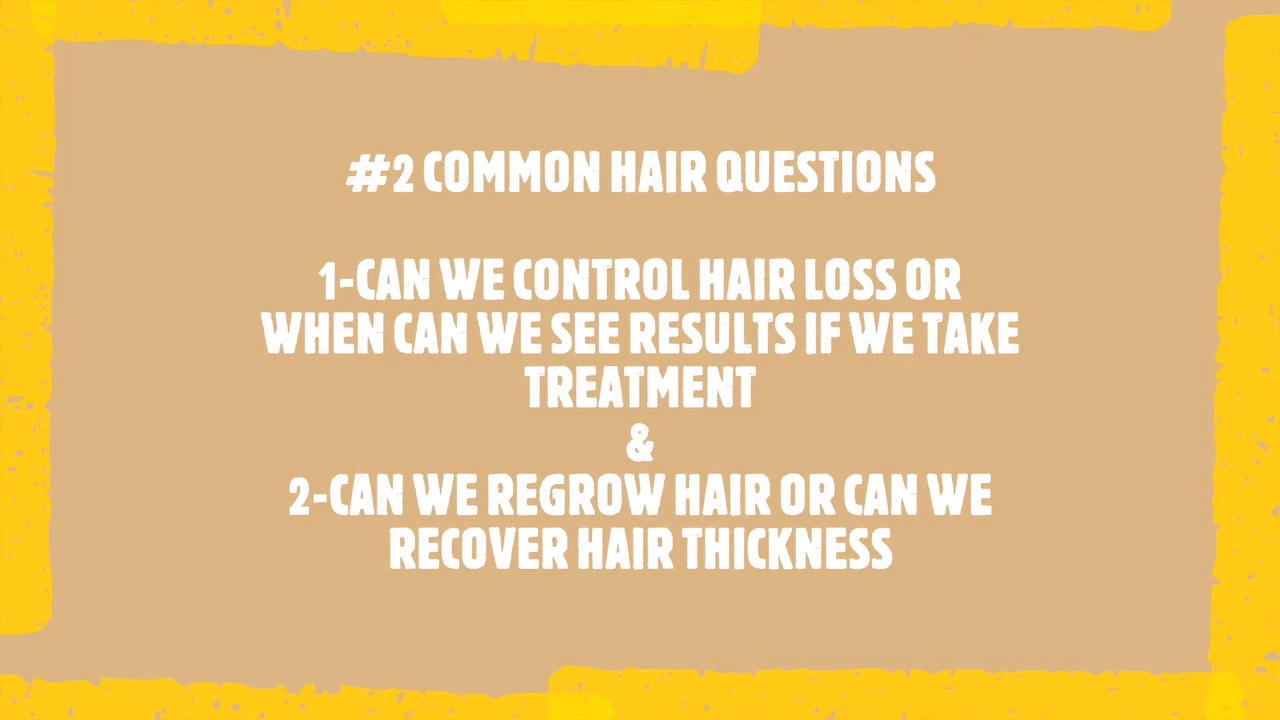 #2 COMMON HAIR QUESTIONS
1-CAN WE CONTROL HAIR LOSS OR
WHEN CAN WE SEE RESULTS IF WE TAKE
TREATMENT
&
2-CAN WE REGROW HAIR OR CAN WE
RECOVER HAIR THICKNESS